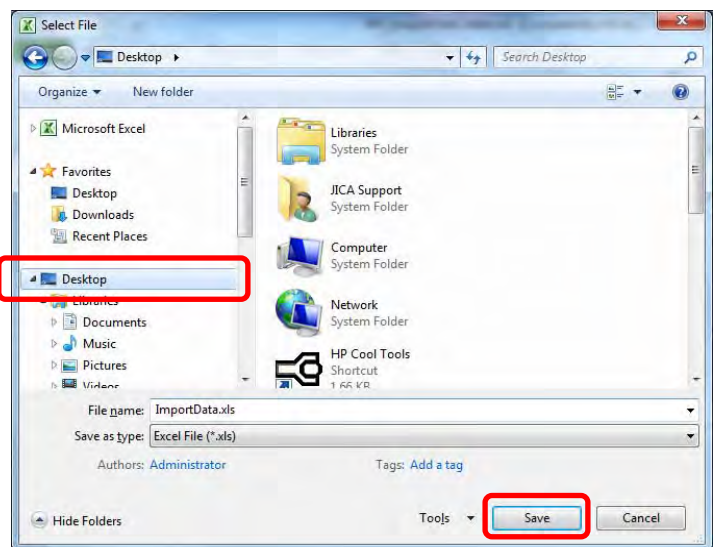 Select File
Desktop
Search Desktop
Organize New folder
Microsoft Excel
Favorites
Desktop
Downloads
Recent Places
Desktop
Libraries
Documents
Music
Pictures
Videos
Libraries
System Folder
JICA Support
System Folder
Computer
System Folder
Network
System Folder
HP Cool Tools
Shortcut
1.66 KB
File name: ImportData.xls
Save as type: Excel File (*.xls)
Authors: Administrator Tags: Add a tag
Hide Folders Tools Save Cancel